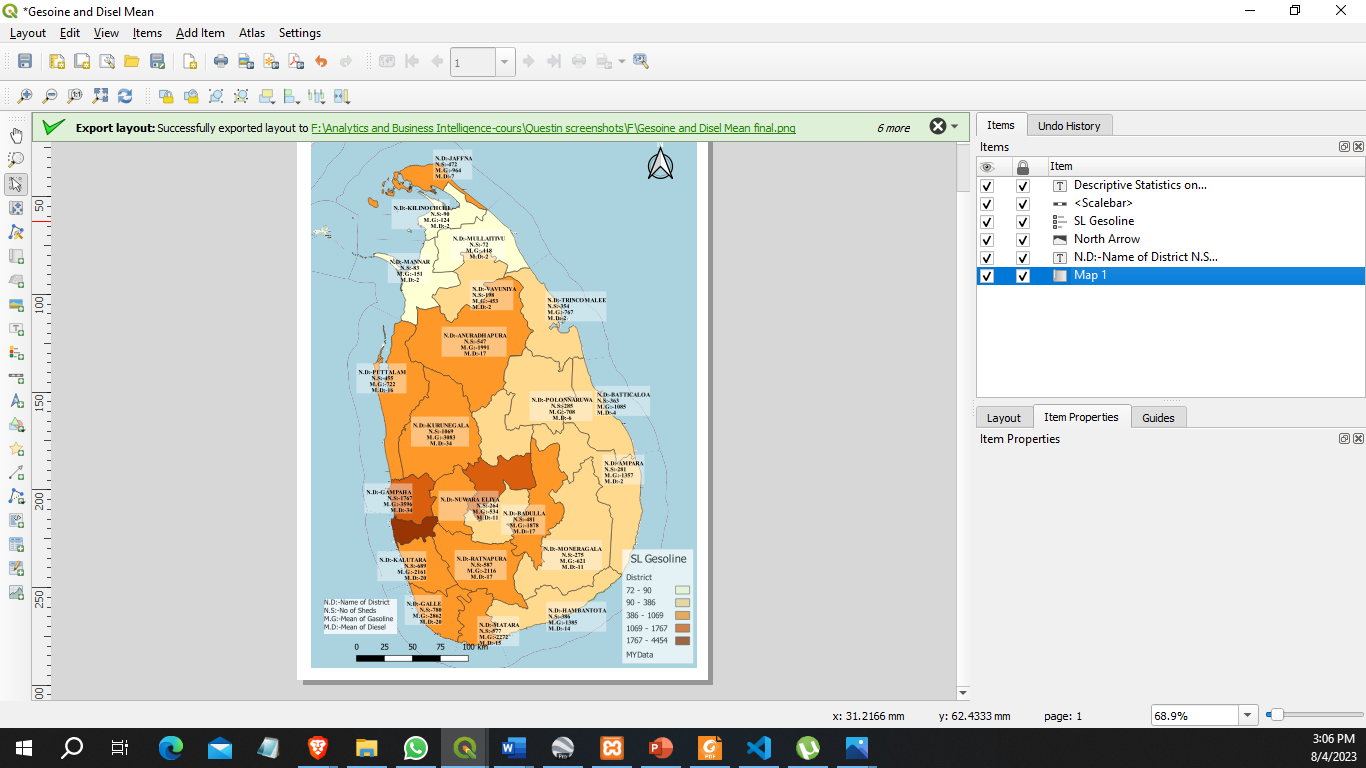 *Gesoine and Disel Mean
Layout Edit View Items Add Item Atlas Settings
1
Export layout: Successfully exported layout to F:\Analytics and Business Intelligence-cours\Questin screenshots\F\Gesoine and Disel Mean final.png 6 more
Items Undo History
Items
Item
Descriptive Statistics on...
<Scalebar>
SL Gesoline
North Arrow
N.D:-Name of District N.S...
Map 1
Layout Item Properties Guides
Item Properties
50
100
150
200
250
N.D:-JAFFNA
N.S:-472
M.G:-964
M.D:-7
N.D:-KILINOCHCHI
N.S:-90
M.G:-124
M.D:-2
N.D:-MULLAITIVU
N.S:-72
M.G:-118
M.D:-2
N.D:-MANNAR
N.S:-83
M.G:-151
M.D:-2
N.D:-VAVUNIYA
N.S:-198
M.G:-453
M.D:-2
N.D:-TRINCOMALEE
N.S:-354
M.G:-767
M.D:-2
N.D:-ANURADHAPURA
N.S:-547
M.G:-1991
M.D:-17
N.D:-PUTTALAM
N.S:-455
M.G:-722
M.D:-16
N.D:-POLONNARUWA
N.S:-285
M.G:-708
M.D:-6
N.D:-BATTICALOA
N.S:-363
M.G:-1085
M.D:-4
N.D:-KURUNEGALA
N.S:-1069
M.G:-3083
M.D:-34
N.D:-AMPARA
N.S:-281
M.G:-1357
M.D:-2
N.D:-GAMPAHA
N.S:-1767
M.G:-3596
M.D:-34
N.D:-NUWARA ELIYA
N.S:-264
M.G:-534
M.D:-11
N.D:-BADULLA
N.S:-481
M.G:-1878
M.D:-17
N.D:-MONERAGALA
N.S:-275
M.G:-621
M.D:-11
N.D:-KALUTARA
N.S:-689
M.G:-2161
M.D:-20
N.D:-RATNAPURA
N.S:-587
M.G:-2116
M.D:-17
N.D:-GALLE
N.S:-780
M.G:-2862
M.D:-20
N.D:-MATARA
N.S:-577
M.G:-2272
M.D:-15
N.D:-HAMBANTOTA
N.S:-386
M.G:-1385
M.D:-14
N.D:-Name of District
N.S:-No of Sheds
M.G:-Mean of Gasoline
M.D:-Mean of Diesel
0 25 50 75 100 km
SL Gesoline
District
72 - 90
90 - 386
386 - 1069
1069 - 1767
1767 - 4454
MYData
x: 31.2166 mm y: 62.4333 mm page: 1 68.9%
3:06 PM
8/4/2023